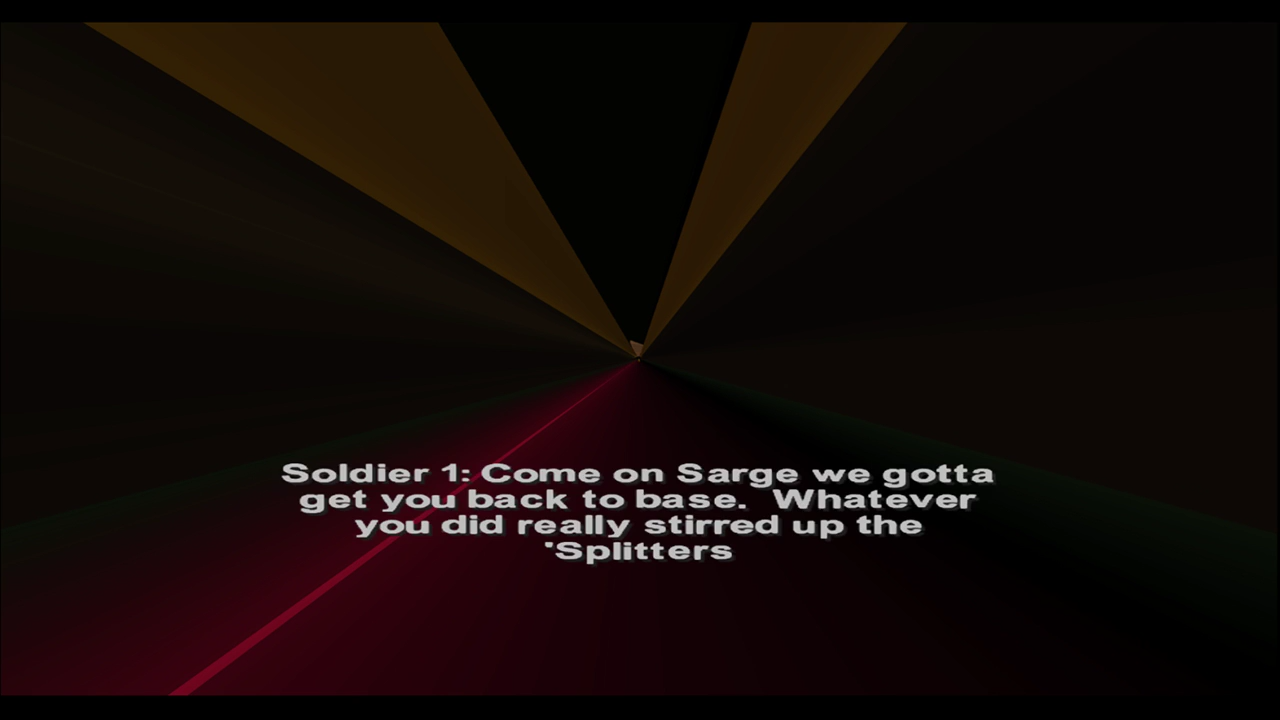 Soldier 1: Come on Sarge we gotta
get you back to base.  Whatever
you did really stirred up the
'Splitters